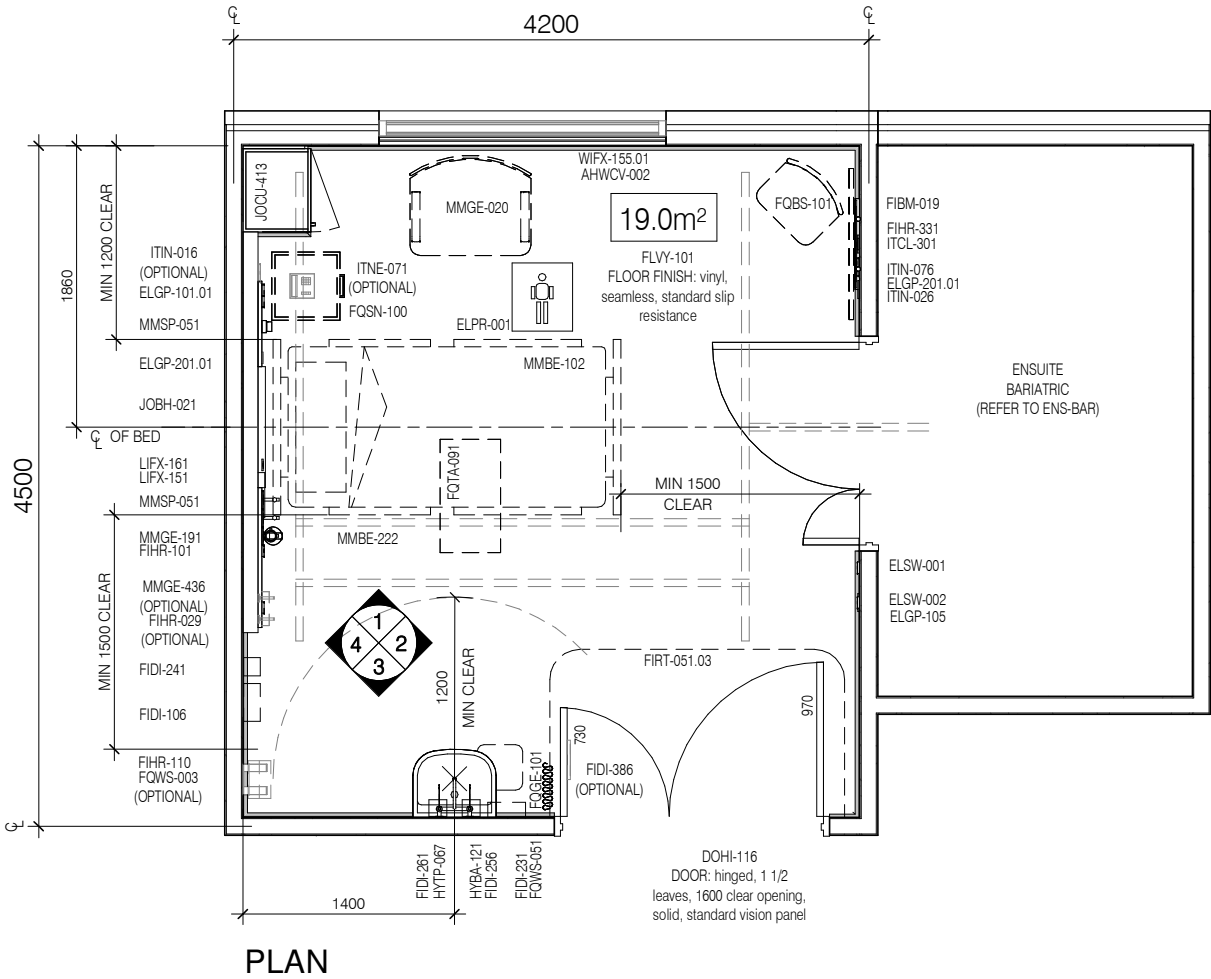 ℄
℄
4200
WIFX-155.01
AHWCV-002
JOCU-413
MMGE-020
FQBS-101
19.0m²
MIN 1200 CLEAR
1860
ITIN-016
(OPTIONAL)
ELGP-101.01
MMSP-051
ELGP-201.01
JOBH-021
℄ OF BED
LIFX-161
LIFX-151
MMSP-051
MMGE-191
FIHR-101
MMGE-436
(OPTIONAL)
FIHR-029
(OPTIONAL)
FIDI-241
FIDI-106
FIHR-110
FQWS-003
(OPTIONAL)
4500
MIN 1500 CLEAR
℄
℄
ITNE-071
(OPTIONAL)
FQSN-100
ELPR-001
FLVY-101
FLOOR FINISH: vinyl,
seamless, standard slip
resistance
FIBM-019
FIHR-331
ITCL-301
ITIN-076
ELGP-201.01
ITIN-026
MMBE-102
FQTA-091
MMBE-222
MIN 1500
CLEAR
ENSUITE
BARIATRIC
(REFER TO ENS-BAR)
ELSW-001
ELSW-002
ELGP-105
1
4
2
3
1200
MIN CLEAR
FIRT-051.03
970
730
FQGE-101
FIDI-386
(OPTIONAL)
FIDI-261
HYTP-067
HYBA-121
FIDI-256
FIDI-231
FQWS-051
DOHI-116
DOOR: hinged, 1 1/2
leaves, 1600 clear opening,
solid, standard vision panel
1400
PLAN